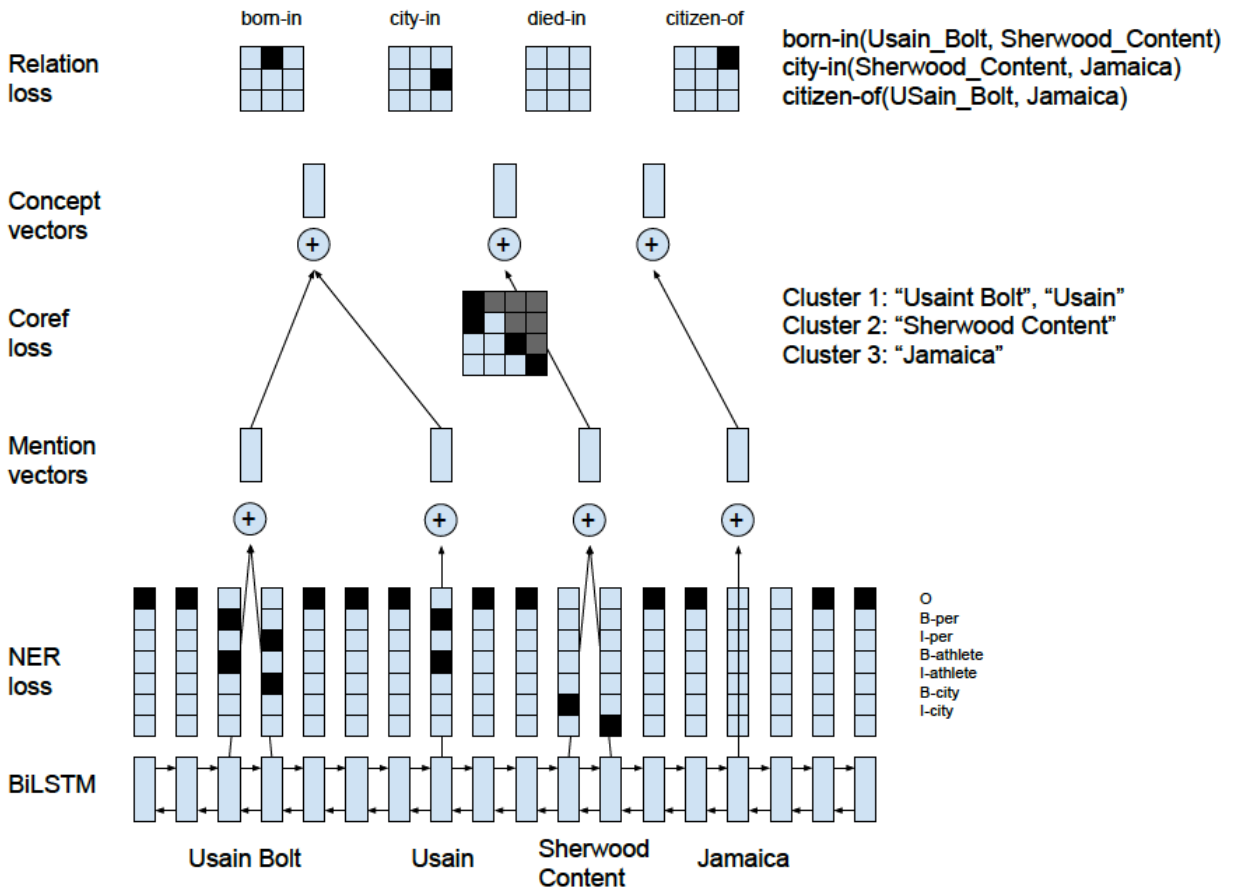 born-in
city-in
died-in
citizen-of
Relation
loss
born-in(Usain_Bolt, Sherwood_Content)
city-in(Sherwood_Content, Jamaica)
citizen-of(USain_Bolt, Jamaica)
Concept
vectors
+
+
+
Coref
loss
Cluster 1: “Usaint Bolt”, “Usain”
Cluster 2: “Sherwood Content”
Cluster 3: “Jamaica”
Mention
vectors
+
+
+
+
NER
loss
O
B-per
I-per
B-athlete
I-athlete
B-city
I-city
BiLSTM
Usain Bolt
Usain
Sherwood
Content
Jamaica